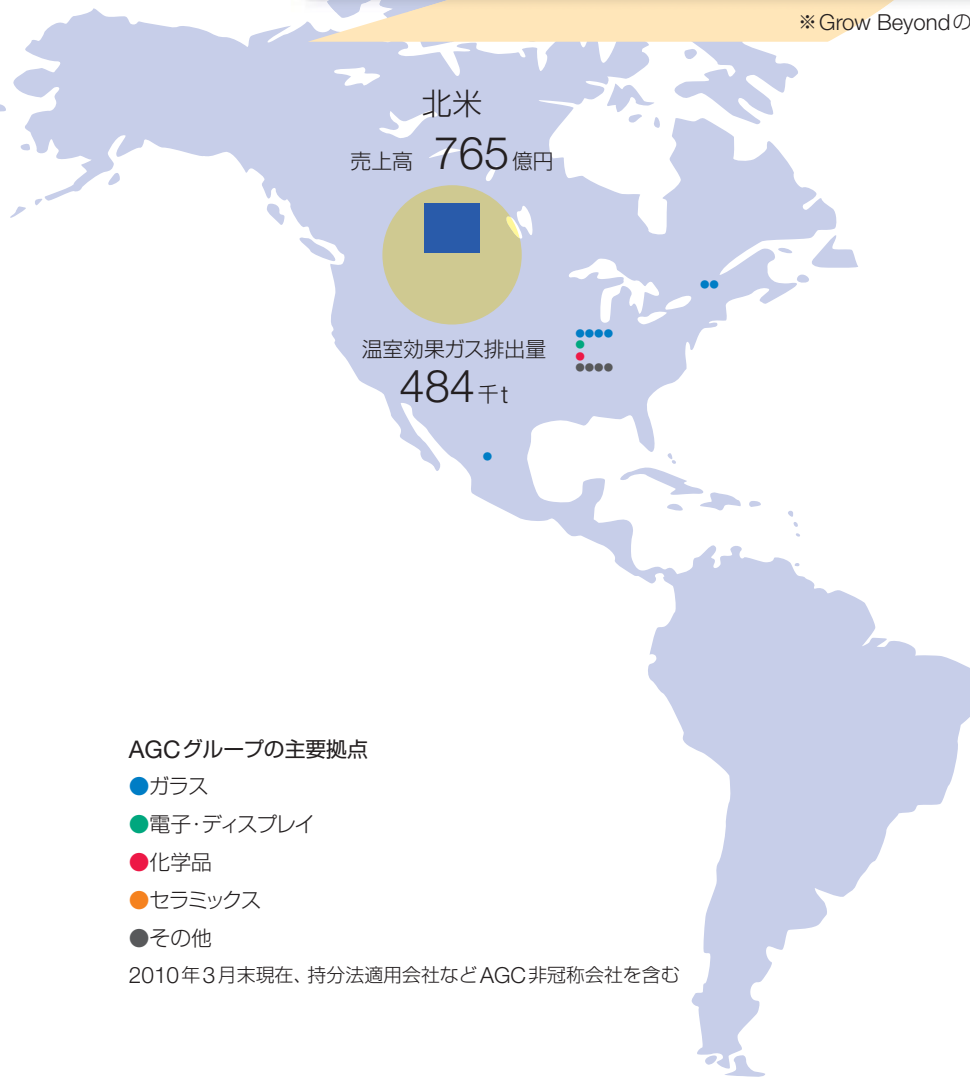 ※Grow Beyondの
北米
売上高 765億円
温室効果ガス排出量
484千t
AGCグループの主要拠点
●ガラス
●電子・ディスプレイ
●化学品
●セラミックス
●その他
2010年3月末現在、持分法適用会社などAGC非冠称会社を含む